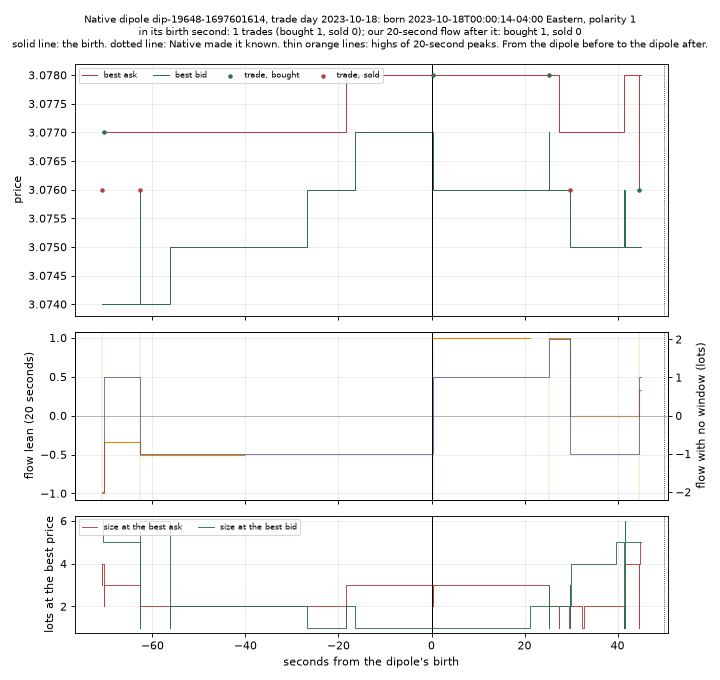 Native dipole dip-19648-1697601614, trade day 2023-10-18: born 2023-10-18T00:00:14-04:00 Eastern, polarity 1
in its birth second: 1 trades (bought 1, sold 0); our 20-second flow after it: bought 1, sold 0
solid line: the birth. dotted line: Native made it known. thin orange lines: highs of 20-second peaks. From the dipole before to the dipole after.
best ask
best bid
trade, bought
trade, sold
3.0780
3.0775
3.0770
3.0765
3.0760
3.0755
3.0750
3.0745
3.0740
price
1.0
0.5
0.0
−0.5
−1.0
flow lean (20 seconds)
2
1
0
−1
−2
flow with no window (lots)
size at the best ask
size at the best bid
6
4
2
lots at the best price
−60
−40
−20
0
20
40
seconds from the dipole's birth